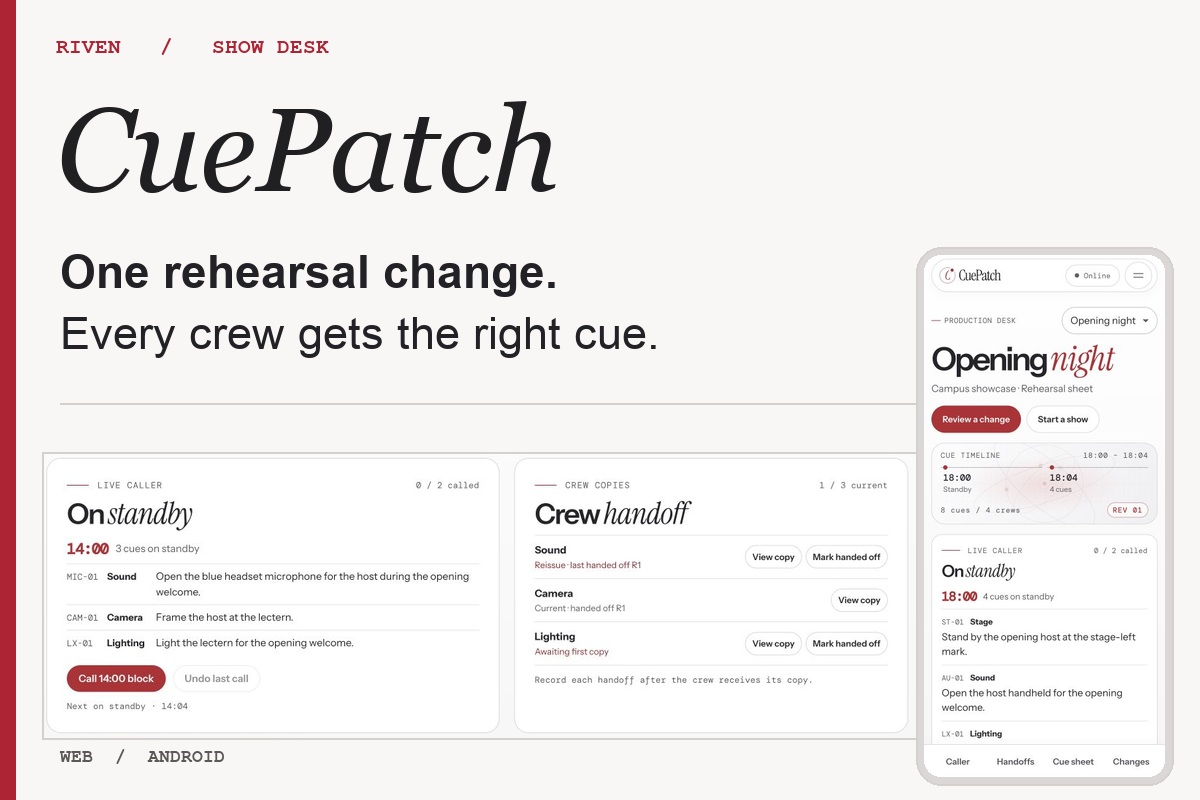 RIVEN / SHOW DESK
CuePatch
One rehearsal change.
Every crew gets the right cue.
LIVE CALLER 0 / 2 called
On standby
14:00 3 cues on standby
MIC-01 Sound Open the blue headset microphone for the host during the opening
welcome.
CAM-01 Camera Frame the host at the lectern.
LX-01 Lighting Light the lectern for the opening welcome.
Call 14:00 block Undo last call
Next on standby · 14:04
CREW COPIES 1 / 3 current
Crew handoff
Sound
Reissue · last handed off R1
View copy Mark handed off
Camera
Current · handed off R1
View copy
Lighting
Awaiting first copy
View copy Mark handed off
Record each handoff after the crew receives its copy.
WEB / ANDROID
C CuePatch Online
PRODUCTION DESK Opening night
Opening night
Campus showcase · Rehearsal sheet
Review a change Start a show
CUE TIMELINE 18:00 - 18:04
18:00 18:04
Standby 4 cues
8 cues / 4 crews REV 01
LIVE CALLER 0 / 2 called
On standby
18:00 4 cues on standby
ST-01 Stage
Stand by the opening host at the stage-left
mark.
AU-01 Sound
Open the host handheld for the opening
welcome.
LX-01 Lighting
Caller Handoffs Cue sheet Changes